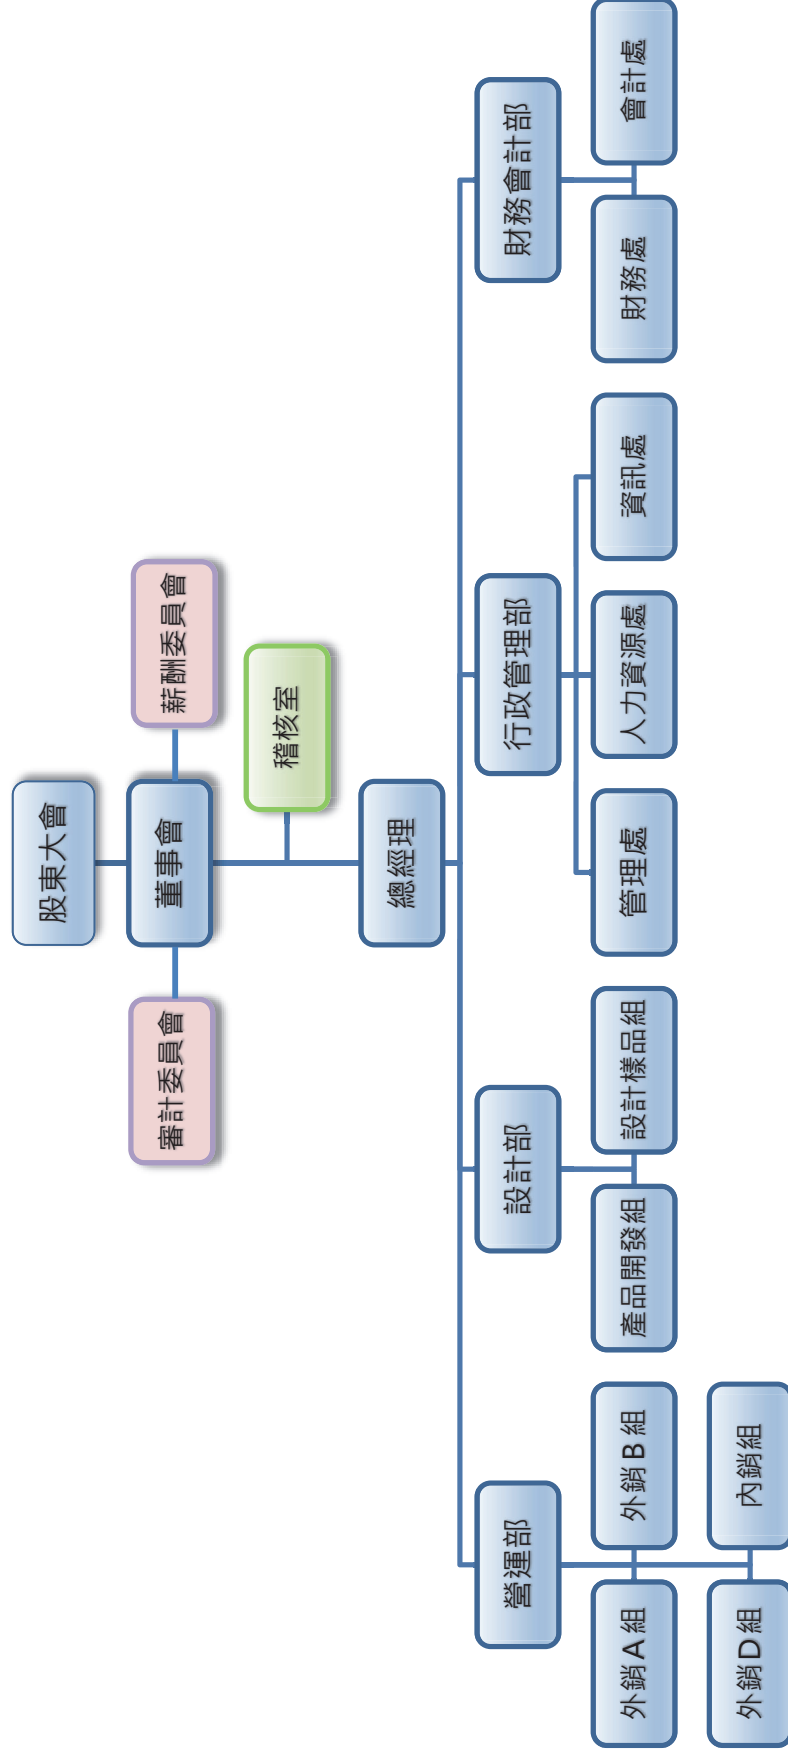 股東大會
審計委員會
董事會
薪酬委員會
稽核室
總經理
營運部
設計部
行政管理部
財務會計部
外銷A組
外銷B組
產品開發組
設計樣品組
管理處
人力資源處
資訊處
財務處
會計處
外銷D組
內銷組